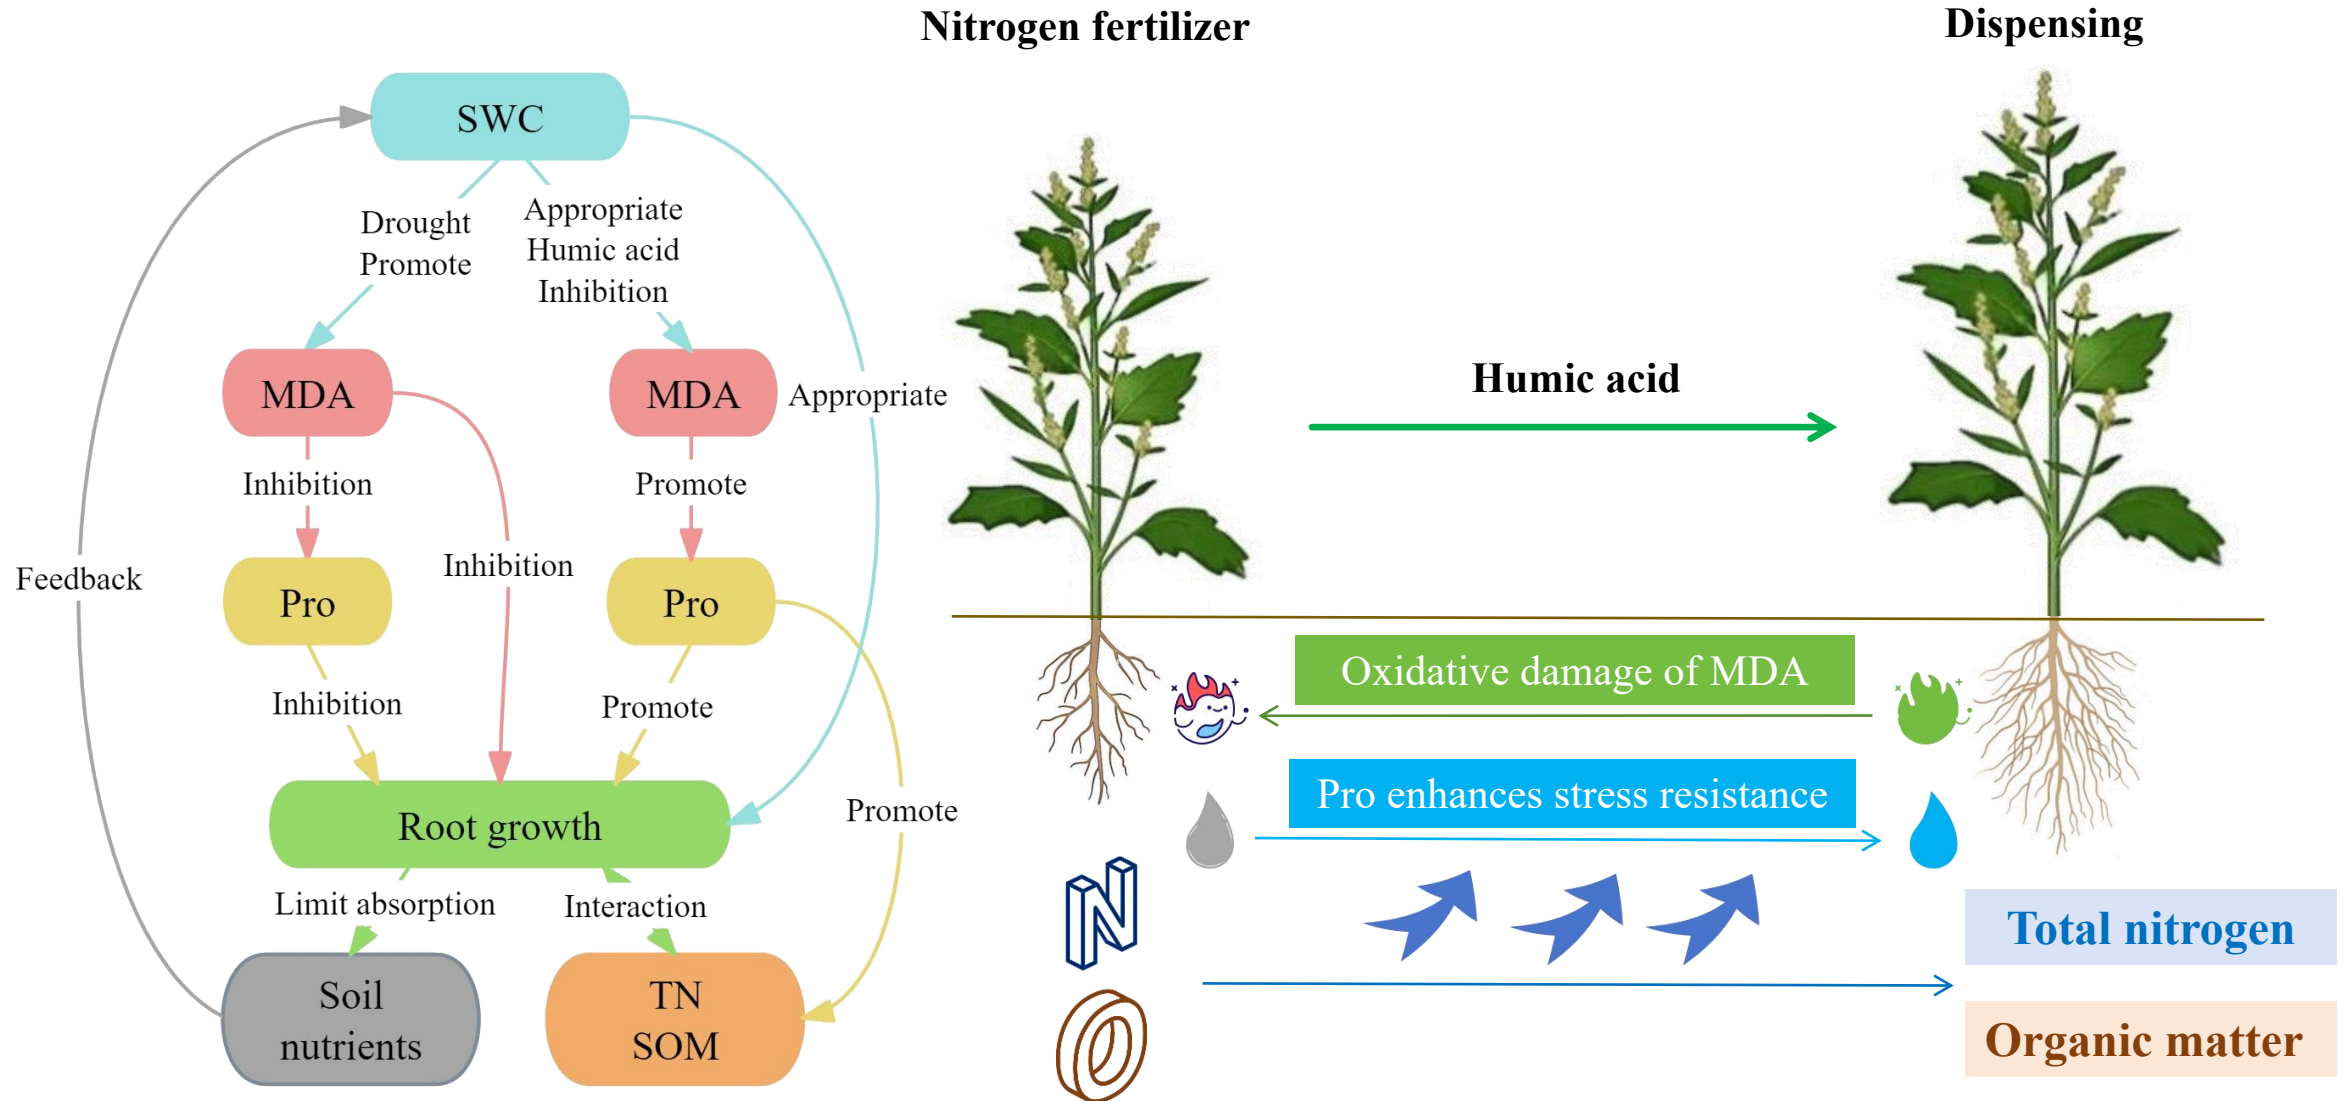 Nitrogen fertilizer
Dispensing
SWC
Drought
Promote
Appropriate
Humic acid
Inhibition
MDA
MDA
Appropriate
Humic acid
Inhibition
Promote
Feedback
Inhibition
Pro
Pro
Inhibition
Promote
Oxidative damage of MDA
Pro enhances stress resistance
Root growth
Promote
Limit absorption
Interaction
N
Total nitrogen
Soil
nutrients
TN
SOM
O
Organic matter